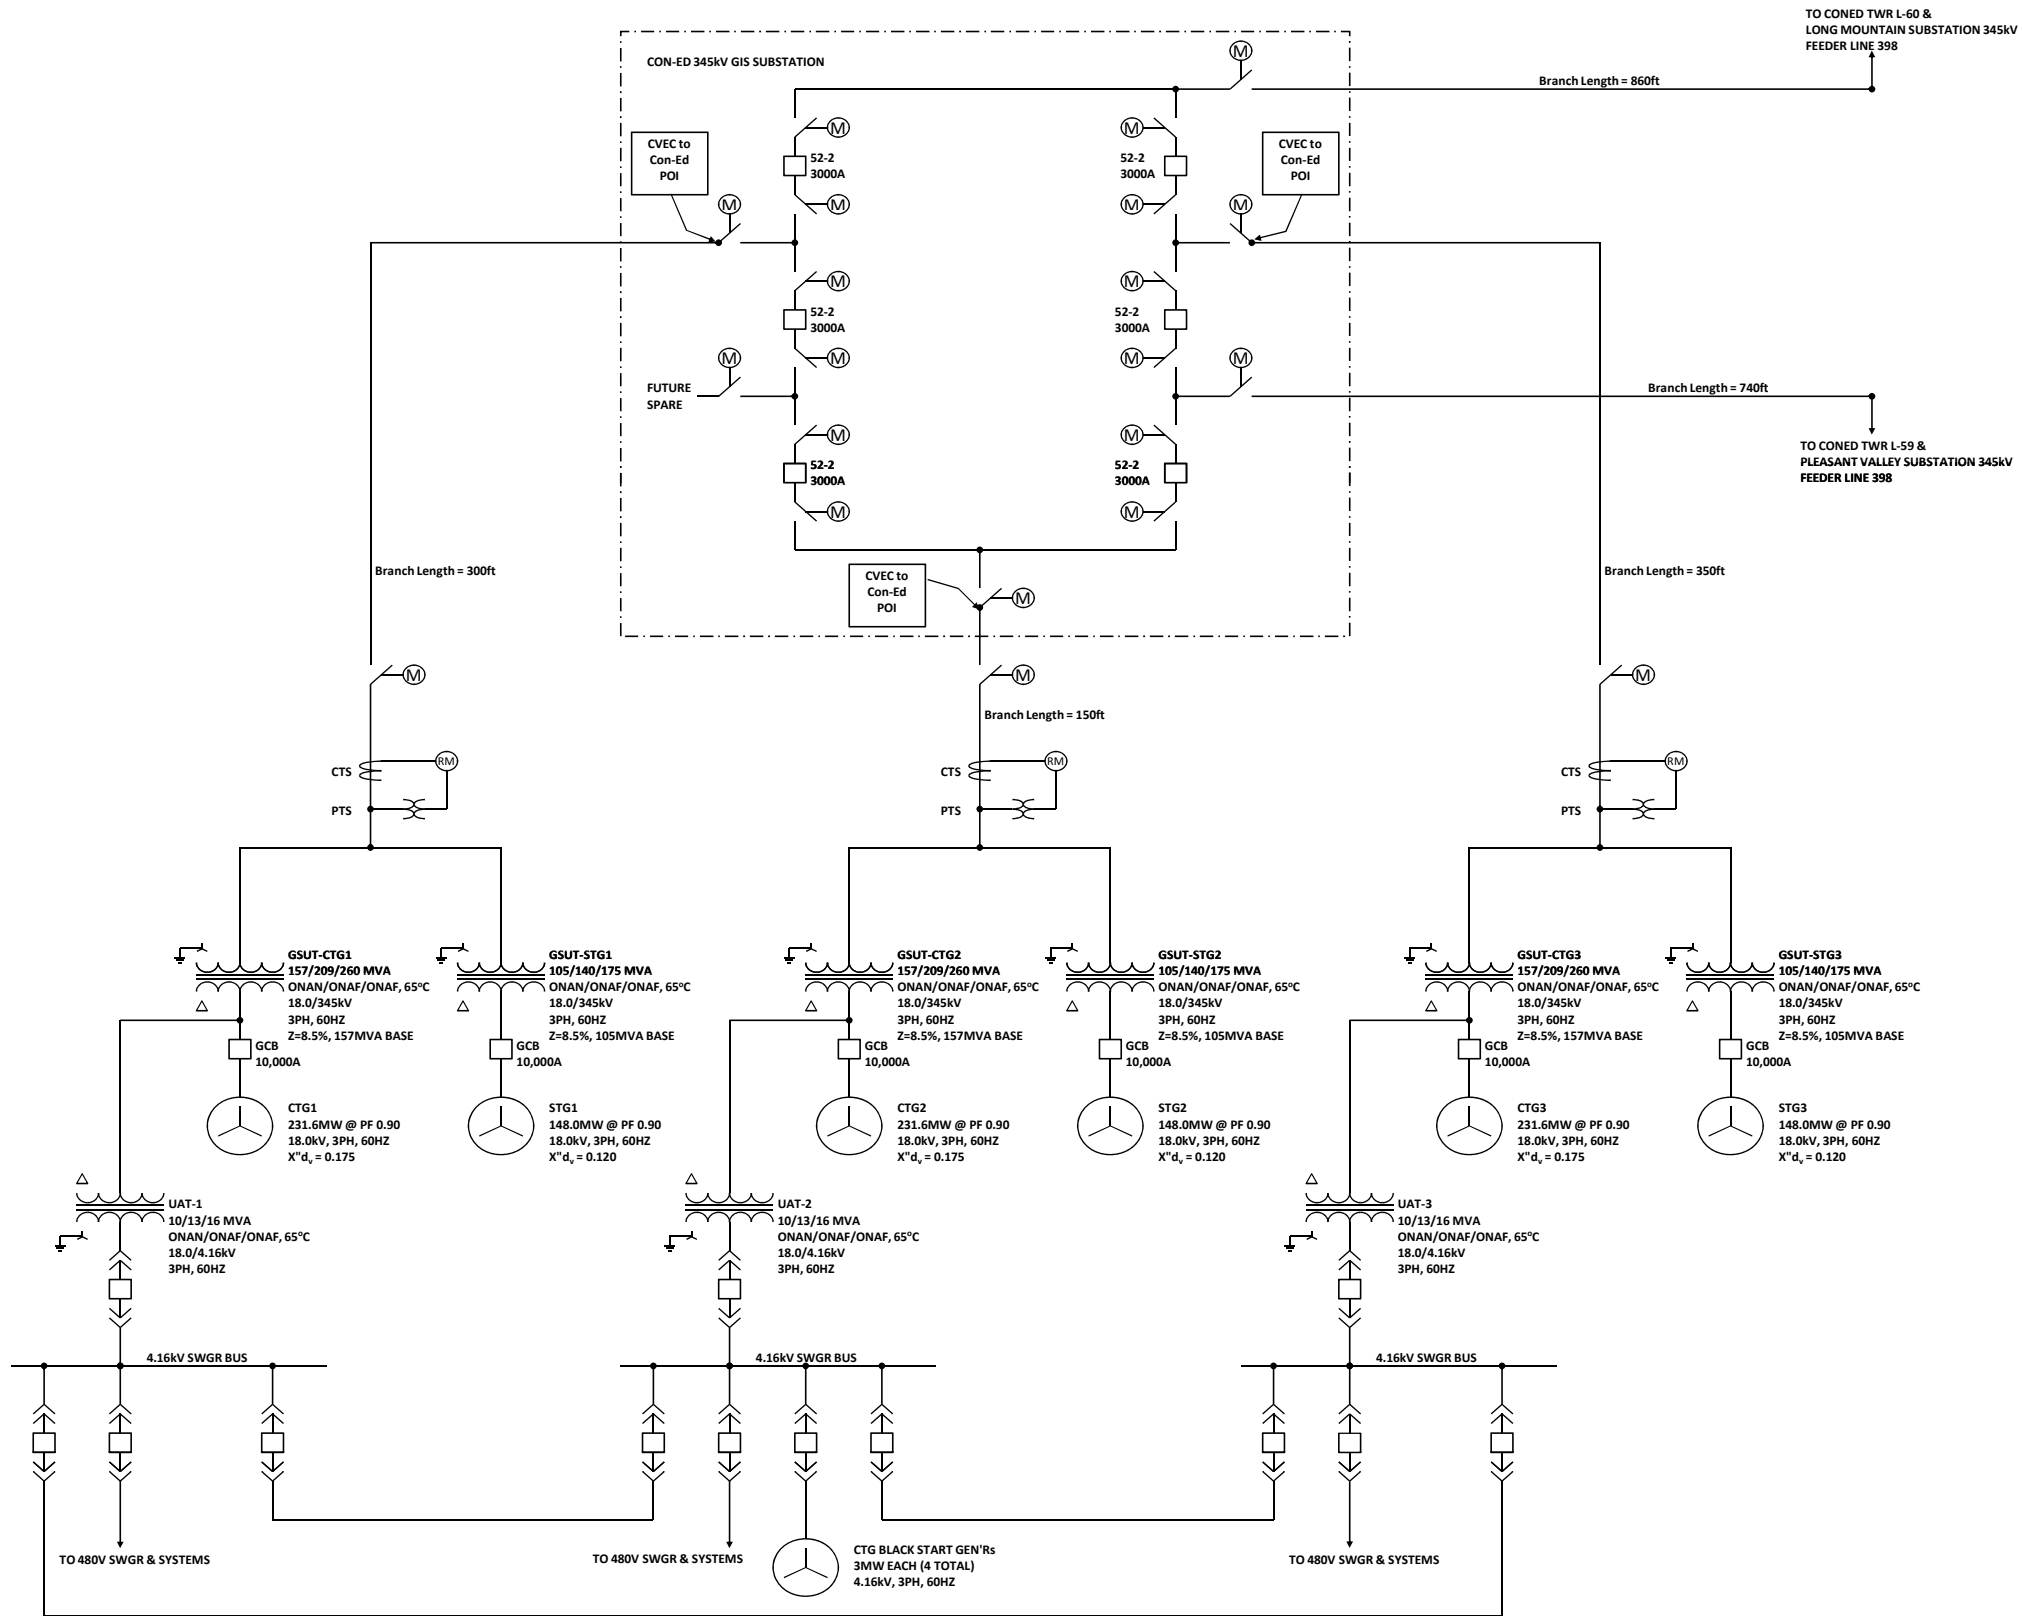 TO CONED TWR L-60 &
LONG MOUNTAIN SUBSTATION 345kV
FEEDER LINE 398
CON-ED 345kV GIS SUBSTATION
M
Branch Length = 860ft
M
M
CVEC to
Con-Ed
POI
52-2
3000A
52-2
3000A
CVEC to
Con-Ed
POI
M
M
M
M
M
M
52-2
3000A
52-2
3000A
M
M
M
M
FUTURE
SPARE
Branch Length = 740ft
M
M
TO CONED TWR L-59 &
PLEASANT VALLEY SUBSTATION 345kV
FEEDER LINE 398
52-2
3000A
52-2
3000A
M
M
Branch Length = 300ft
CVEC to
Con-Ed
POI
M
Branch Length = 350ft
M
M
M
Branch Length = 150ft
CTS
RM
PTS
CTS
RM
PTS
CTS
RM
PTS
GSUT-CTG1
157/209/260 MVA
ONAN/ONAF/ONAF, 65°C
18.0/345kV
3PH, 60HZ
Z=8.5%, 157MVA BASE
GSUT-STG1
105/140/175 MVA
ONAN/ONAF/ONAF, 65°C
18.0/345kV
3PH, 60HZ
Z=8.5%, 105MVA BASE
GSUT-CTG2
157/209/260 MVA
ONAN/ONAF/ONAF, 65°C
18.0/345kV
3PH, 60HZ
Z=8.5%, 157MVA BASE
GSUT-STG2
105/140/175 MVA
ONAN/ONAF/ONAF, 65°C
18.0/345kV
3PH, 60HZ
Z=8.5%, 105MVA BASE
GSUT-CTG3
157/209/260 MVA
ONAN/ONAF/ONAF, 65°C
18.0/345kV
3PH, 60HZ
Z=8.5%, 157MVA BASE
GSUT-STG3
105/140/175 MVA
ONAN/ONAF/ONAF, 65°C
18.0/345kV
3PH, 60HZ
Z=8.5%, 105MVA BASE
GCB
10,000A
GCB
10,000A
GCB
10,000A
GCB
10,000A
GCB
10,000A
GCB
10,000A
CTG1
231.6MW @ PF 0.90
18.0kV, 3PH, 60HZ
X"dᵥ = 0.175
STG1
148.0MW @ PF 0.90
18.0kV, 3PH, 60HZ
X"dᵥ = 0.120
CTG2
231.6MW @ PF 0.90
18.0kV, 3PH, 60HZ
X"dᵥ = 0.175
STG2
148.0MW @ PF 0.90
18.0kV, 3PH, 60HZ
X"dᵥ = 0.120
CTG3
231.6MW @ PF 0.90
18.0kV, 3PH, 60HZ
X"dᵥ = 0.175
STG3
148.0MW @ PF 0.90
18.0kV, 3PH, 60HZ
X"dᵥ = 0.120
UAT-1
10/13/16 MVA
ONAN/ONAF/ONAF, 65°C
18.0/4.16kV
3PH, 60HZ
UAT-2
10/13/16 MVA
ONAN/ONAF/ONAF, 65°C
18.0/4.16kV
3PH, 60HZ
UAT-3
10/13/16 MVA
ONAN/ONAF/ONAF, 65°C
18.0/4.16kV
3PH, 60HZ
4.16kV SWGR BUS
4.16kV SWGR BUS
4.16kV SWGR BUS
TO 480V SWGR & SYSTEMS
TO 480V SWGR & SYSTEMS
CTG BLACK START GEN'Rs
3MW EACH (4 TOTAL)
4.16kV, 3PH, 60HZ
TO 480V SWGR & SYSTEMS